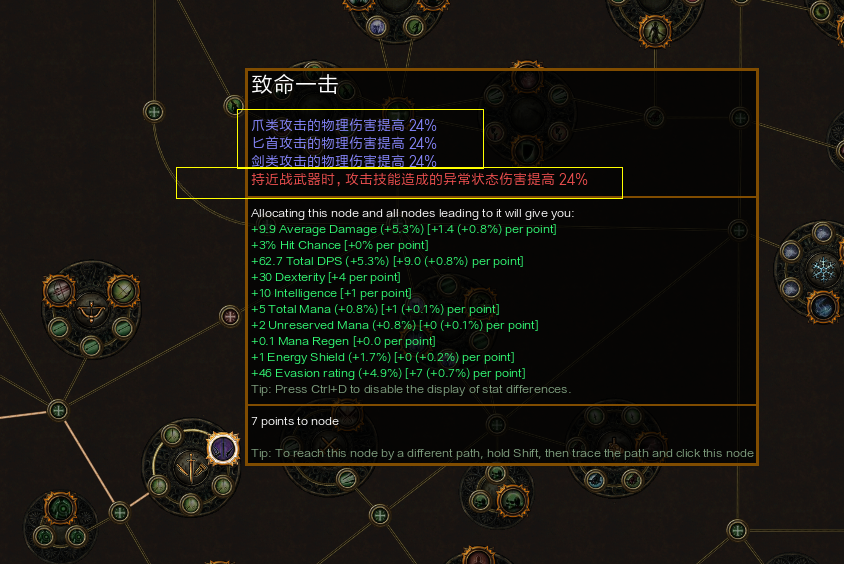 致命一击
爪类攻击的物理伤害提高 24%
匕首攻击的物理伤害提高 24%
剑类攻击的物理伤害提高 24%
持近战武器时, 攻击技能造成的异常状态伤害提高 24%
Allocating this node and all nodes leading to it will give you:
+9.9 Average Damage (+5.3%) [+1.4 (+0.8%) per point]
+3% Hit Chance [+0% per point]
+62.7 Total DPS (+5.3%) [+9.0 (+0.8%) per point]
+30 Dexterity [+4 per point]
+10 Intelligence [+1 per point]
+5 Total Mana (+0.8%) [+1 (+0.1%) per point]
+2 Unreserved Mana (+0.8%) [+0 (+0.1%) per point]
+0.1 Mana Regen [+0.0 per point]
+1 Energy Shield (+1.7%) [+0 (+0.2%) per point]
+46 Evasion rating (+4.9%) [+7 (+0.7%) per point]
Tip: Press Ctrl+D to disable the display of stat differences.
7 points to node
Tip: To reach this node by a different path, hold Shift, then trace the path and click this node